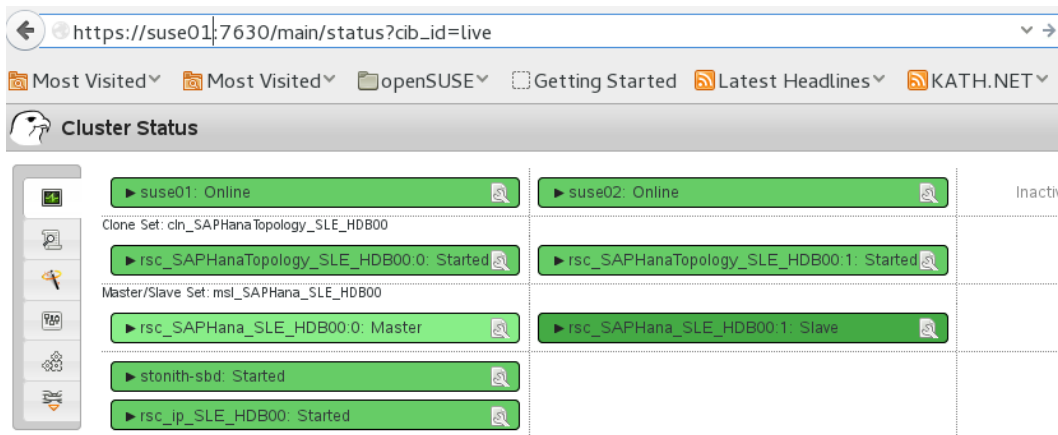 https://suse01:7630/main/status?cib_id=live
Most Visited Most Visited openSUSE Getting Started Latest Headlines KATH.NET
Cluster Status
suse01: Online suse02: Online Inactiv
Clone Set: cln_SAPHanaTopology_SLE_HDB00
rsc_SAPHanaTopology_SLE_HDB00:0: Started rsc_SAPHanaTopology_SLE_HDB00:1: Started
Master/Slave Set: msl_SAPHana_SLE_HDB00
rsc_SAPHana_SLE_HDB00:0: Master rsc_SAPHana_SLE_HDB00:1: Slave
stonith-sbd: Started
rsc_ip_SLE_HDB00: Started